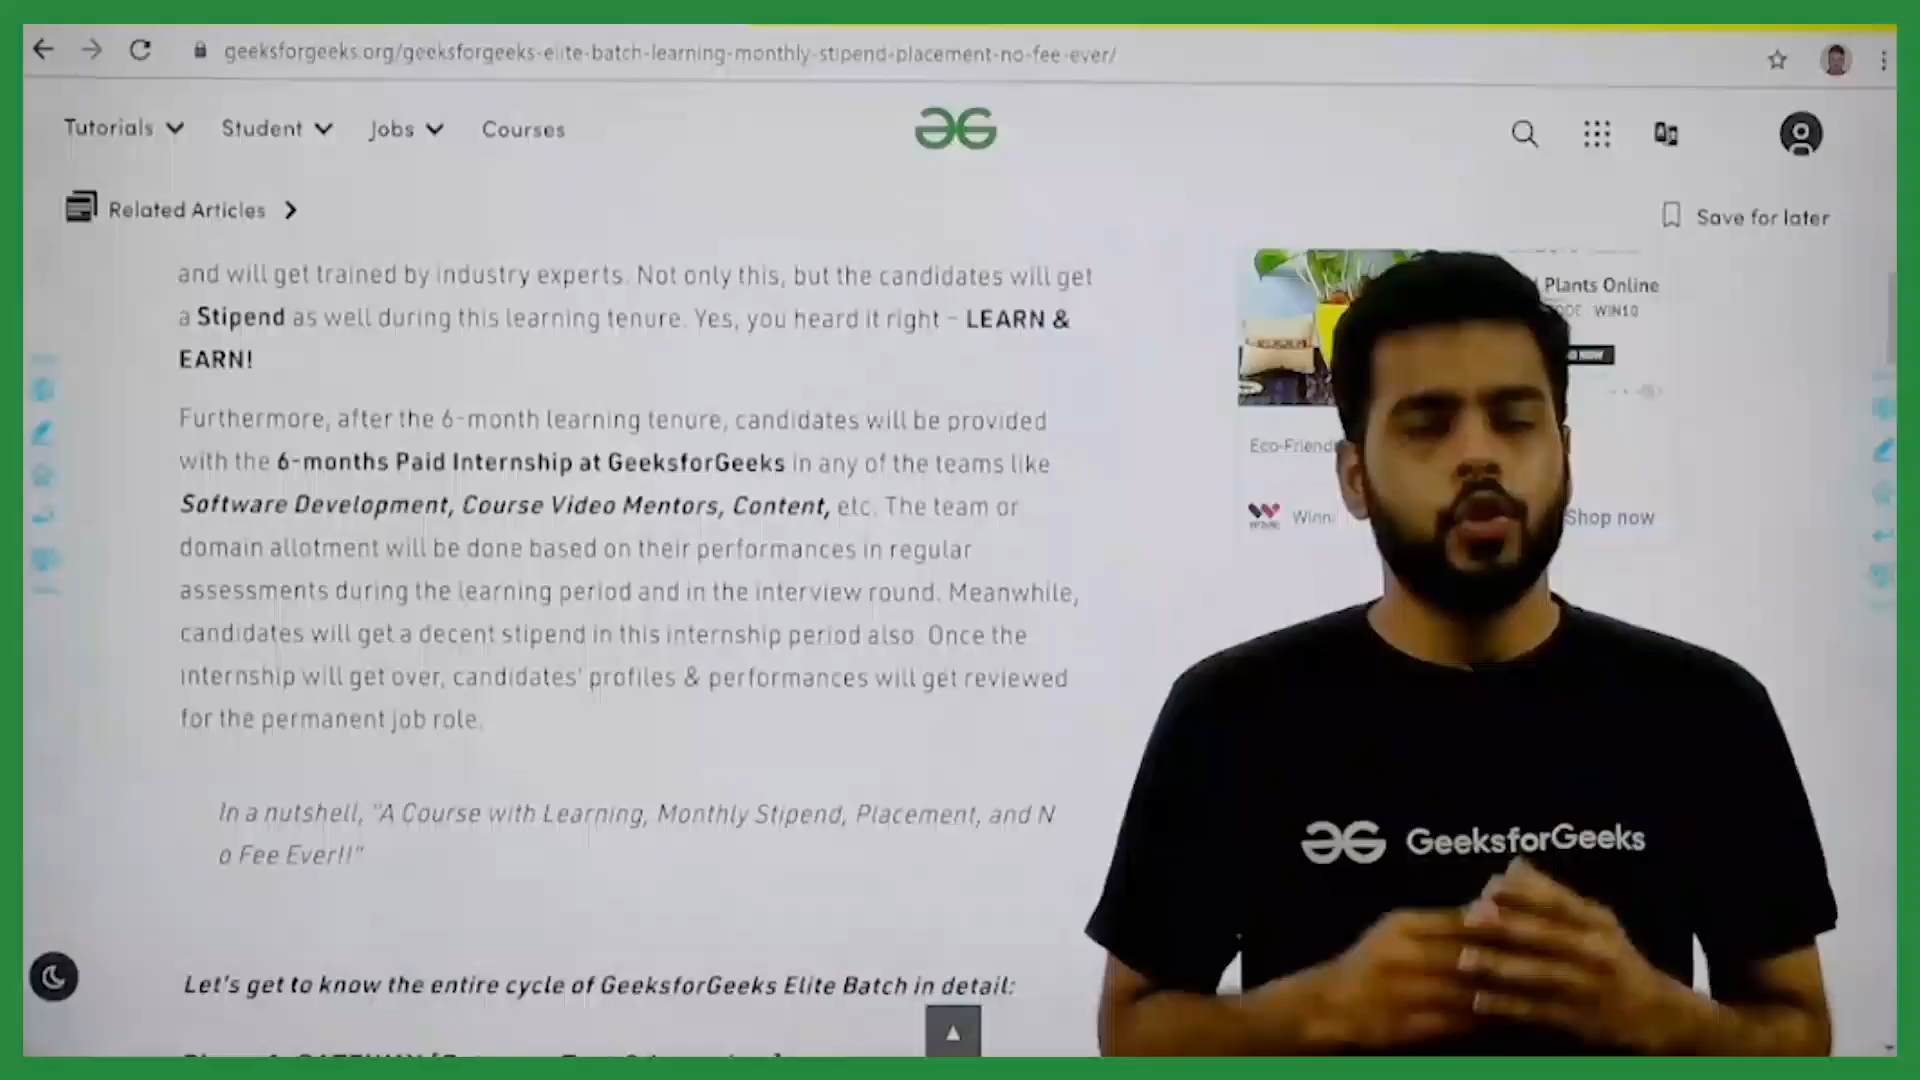 geeksforgeeks.org/geeksforgeeks-elite-batch-learning-monthly-stipend-placement-no-fee-ever/
Tutorials Student Jobs Courses
Related Articles
Save for later
and will get trained by industry experts. Not only this, but the candidates will get
a Stipend as well during this learning tenure. Yes, you heard it right – LEARN &
EARN!
Furthermore, after the 6-month learning tenure, candidates will be provided
with the 6-months Paid Internship at GeeksforGeeks in any of the teams like
Software Development, Course Video Mentors, Content, etc. The team or
domain allotment will be done based on their performances in regular
assessments during the learning period and in the interview round. Meanwhile,
candidates will get a decent stipend in this internship period also. Once the
internship will get over, candidates' profiles & performances will get reviewed
for the permanent job role.
In a nutshell, "A Course with Learning, Monthly Stipend, Placement, and N
o Fee Ever!!"
Let's get to know the entire cycle of GeeksforGeeks Elite Batch in detail:
Plants Online
WIN10
NOW
Eco-Friend
Winni
Shop now
GeeksforGeeks